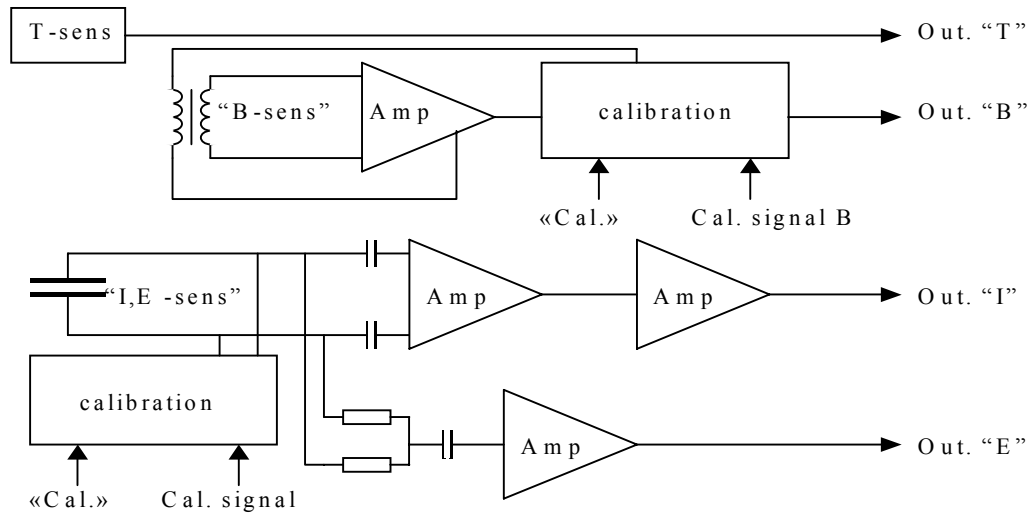 T-sens
Out. “T”
“B-sens”
Amp
calibration
Out. “B”
«Cal.»
Cal. signal B
“I,E -sens”
Amp
Amp
Out. “I”
calibration
Amp
Out. “E”
«Cal.»
Cal. signal